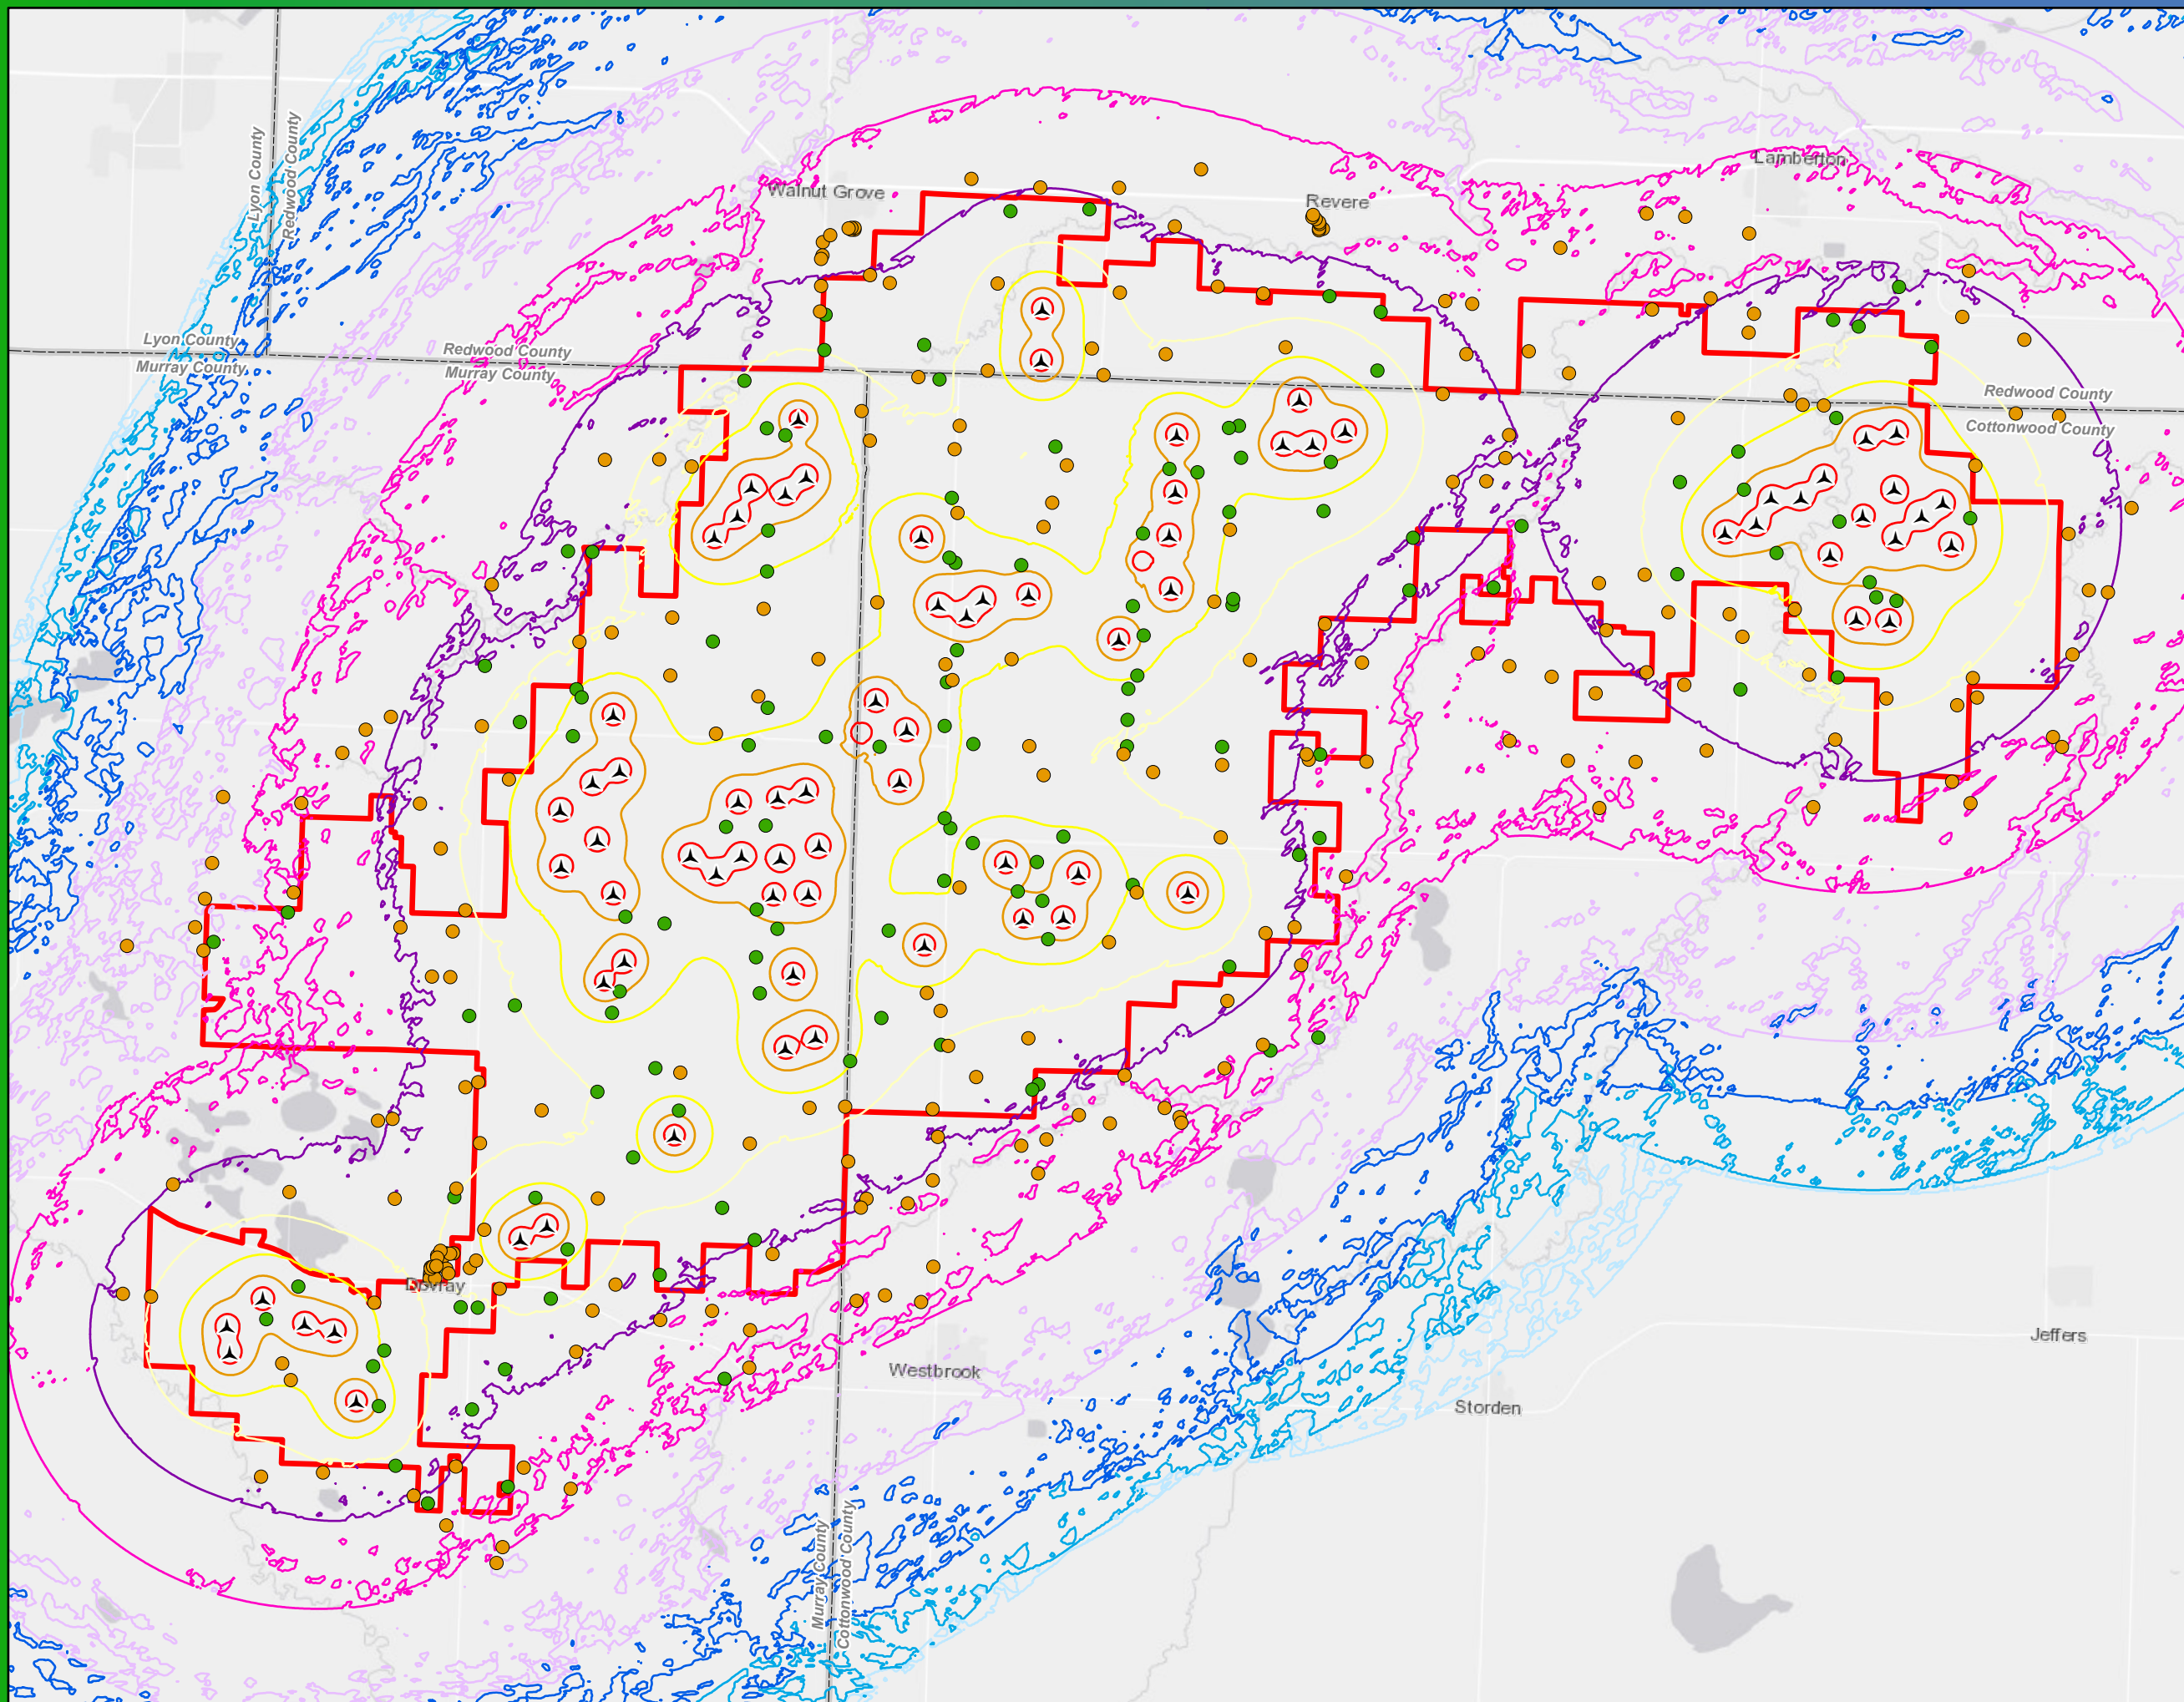 Lyon County
Redwood County
Lamberton
Walnut Grove
Revere
Lyon County
Murray County
Redwood County
Murray County
Redwood County
Cottonwood County
Dovray
Westbrook
Jeffers
Storden
Murray County
Cottonwood County